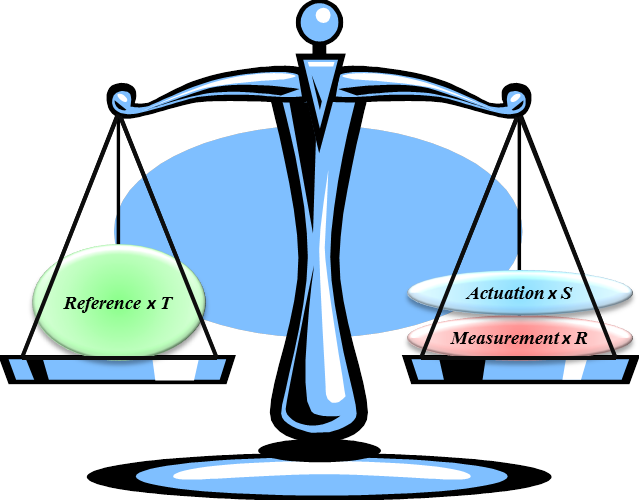 Reference x T
Actuation x S
Measurement x R